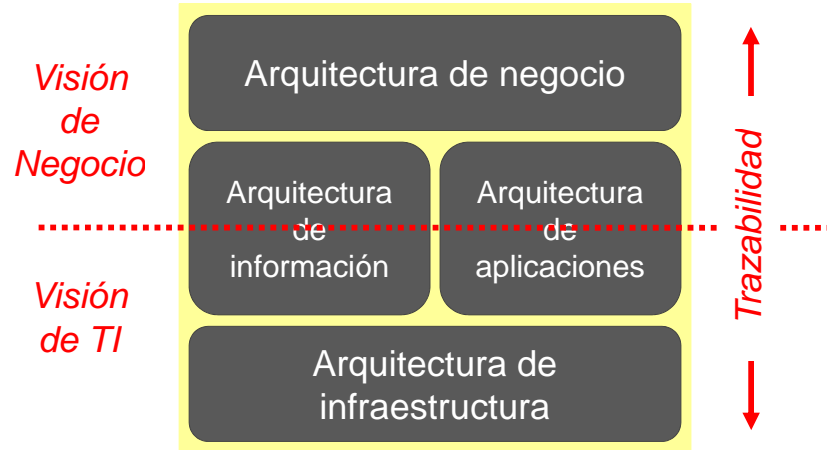 Arquitectura de negocio
Visión
de
Negocio
Arquitectura
de
información
Arquitectura
de
aplicaciones
Trazabilidad
Visión
de TI
Arquitectura de
infraestructura